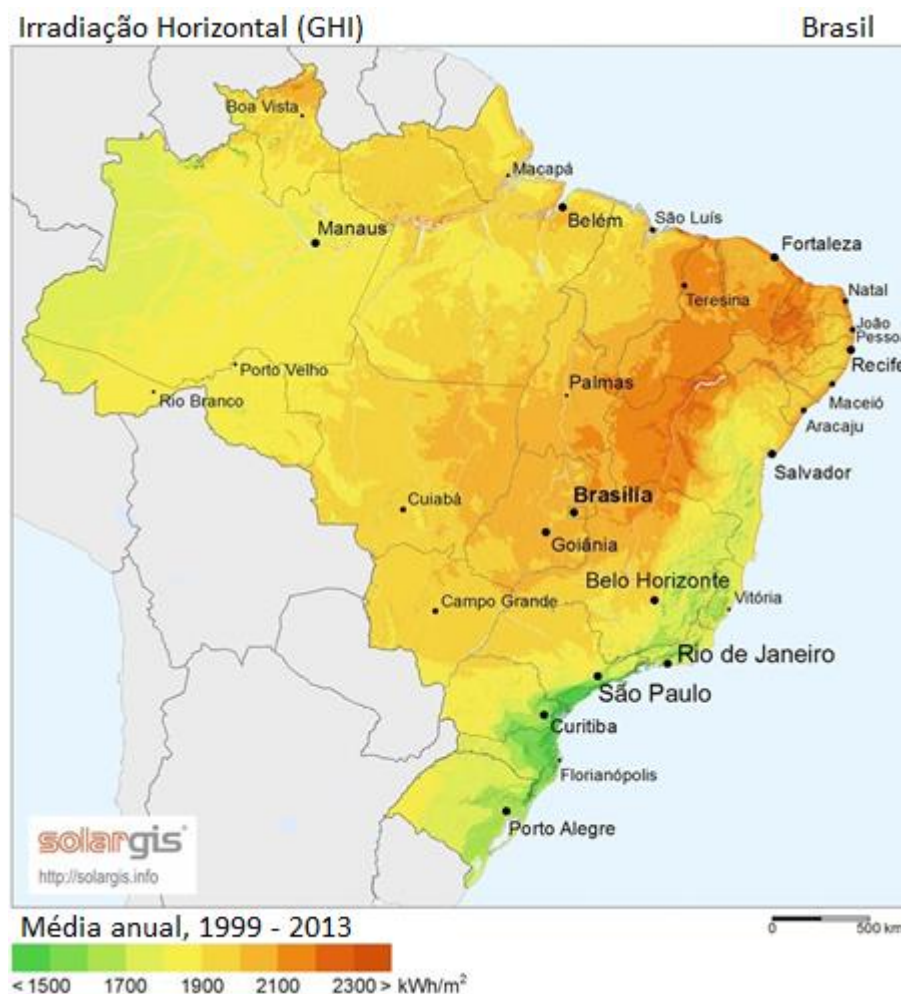 Irradiação Horizontal (GHI) Brasil
Boa Vista
Macapá
Belém
São Luís
Manaus
Fortaleza
Teresina
Natal
João
Pessoa
Recife
Porto Velho
Palmas
Rio Branco
Maceió
Aracaju
Salvador
Brasília
Cuiabá
Goiânia
Belo Horizonte
Vitória
Campo Grande
Rio de Janeiro
São Paulo
Curitiba
Florianópolis
Porto Alegre
solargis
http://solargis.info
Média anual, 1999 - 2013
0 500 km
< 1500 1700 1900 2100 2300 > kWh/m²